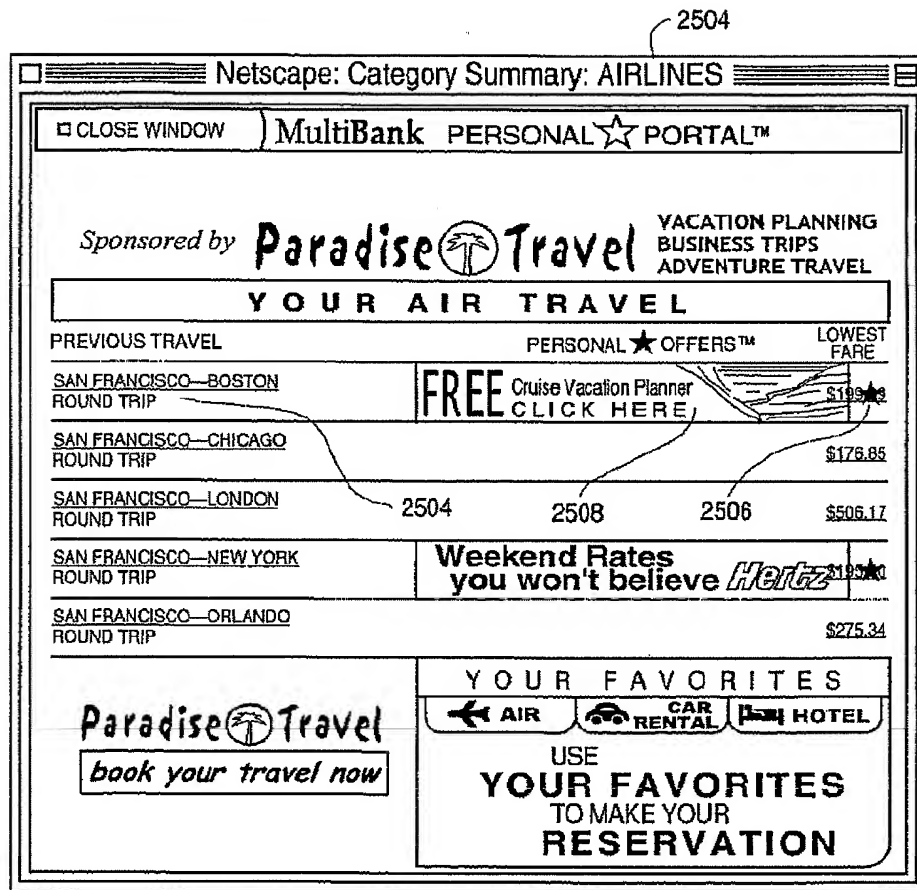 2504
Netscape: Category Summary: AIRLINES
CLOSE WINDOW
MultiBank PERSONAL PORTAL™
Sponsored by Paradise Travel
VACATION PLANNING
BUSINESS TRIPS
ADVENTURE TRAVEL
YOUR AIR TRAVEL
PREVIOUS TRAVEL PERSONAL ★ OFFERS™ LOWEST FARE
SAN FRANCISCO—BOSTON
ROUND TRIP
FREE Cruise Vacation Planner
CLICK HERE
SAN FRANCISCO—CHICAGO
ROUND TRIP
$176.85
SAN FRANCISCO—LONDON
ROUND TRIP
2504 2508 2506
$506.17
SAN FRANCISCO—NEW YORK
ROUND TRIP
Weekend Rates
you won't believe Hertz
SAN FRANCISCO—ORLANDO
ROUND TRIP
$275.34
Paradise Travel
book your travel now
YOUR FAVORITES
AIR CAR RENTAL HOTEL
USE
YOUR FAVORITES
TO MAKE YOUR
RESERVATION